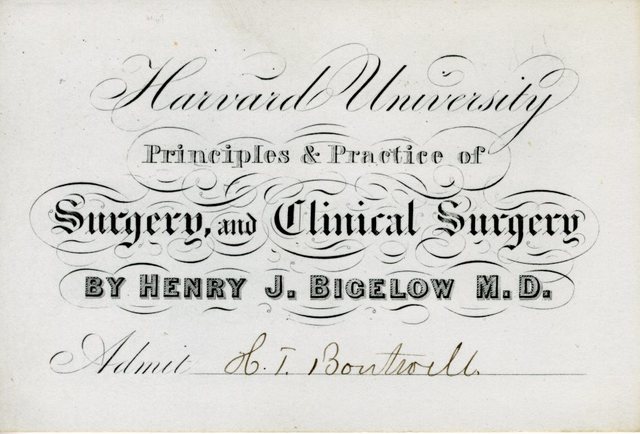 Harvard University
Principles & Practice of
Surgery, and Clinical Surgery
BY HENRY J. BIGELOW M.D.
Admit H. T. Boutwell.